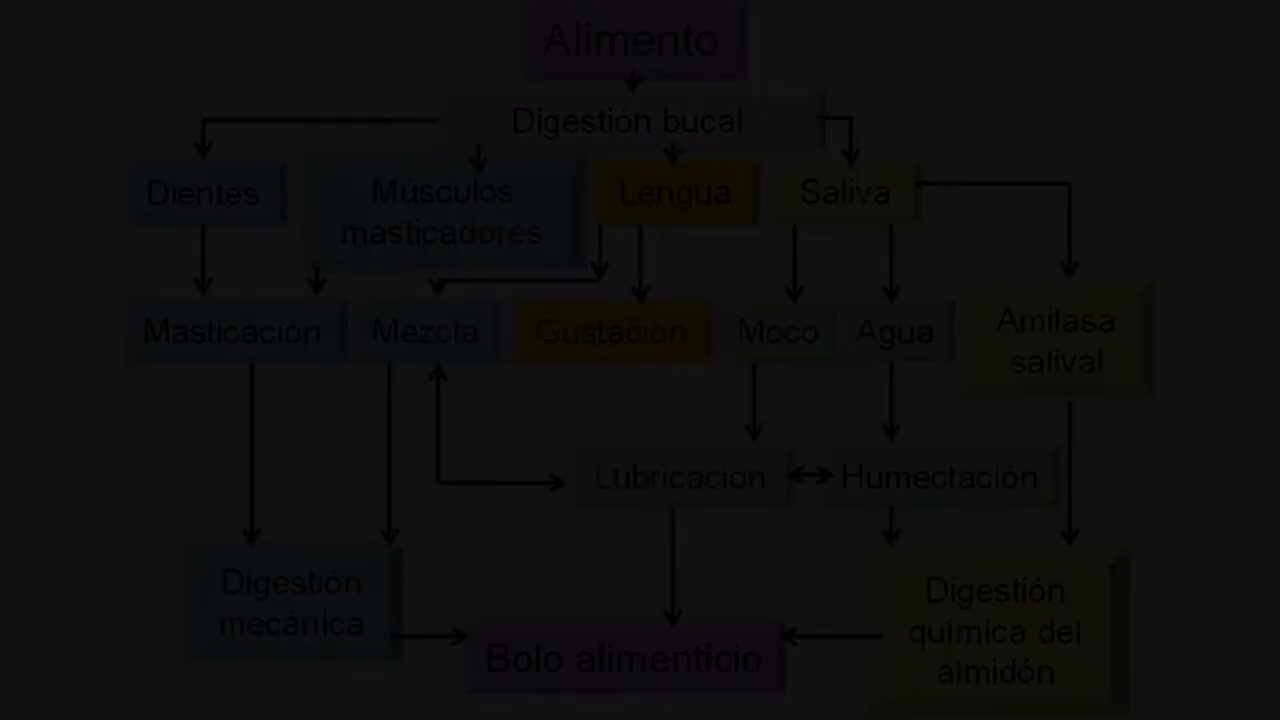 Alimento
Digestión bucal
Dientes
Músculos
masticadores
Lengua
Saliva
Masticación
Mezcla
Gustación
Moco
Agua
Amilasa
salival
Lubricación
Humectación
Digestión
mecánica
Bolo alimenticio
Digestión
química del
almidón